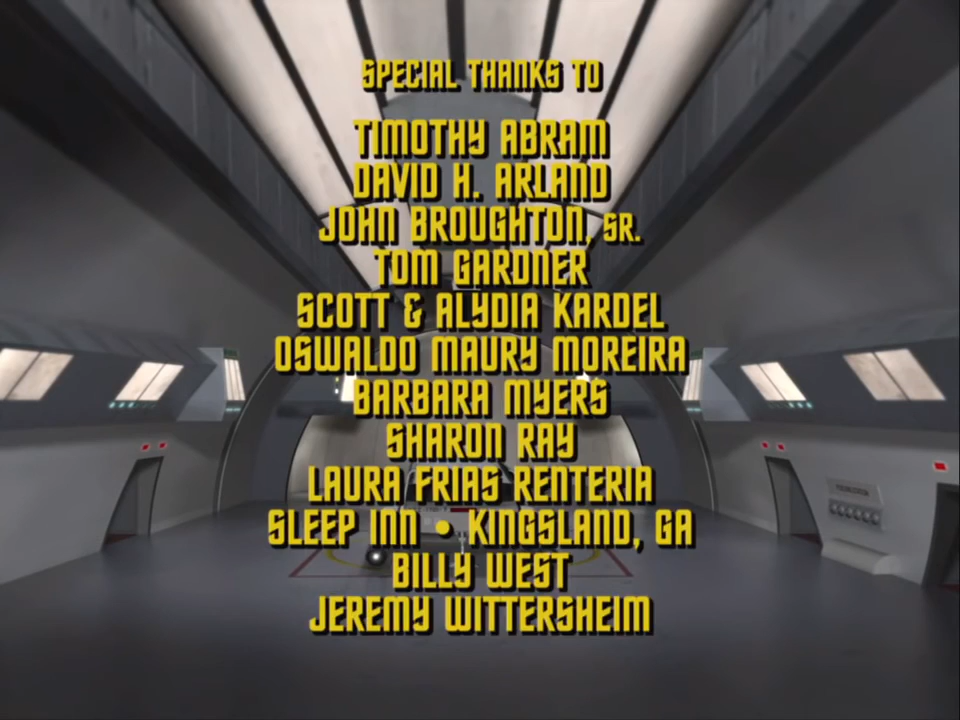 SPECIAL THANKS TO
TIMOTHY ABRAM
DAVID H. ARLAND
JOHN BROUGHTON, SR.
TOM GARDNER
SCOTT & ALYDIA KARDEL
OSWALDO MAURY MOREIRA
BARBARA MYERS
SHARON RAY
LAURA FRIAS RENTERIA
SLEEP INN • KINGSLAND, GA
BILLY WEST
JEREMY WITTERSHEIM